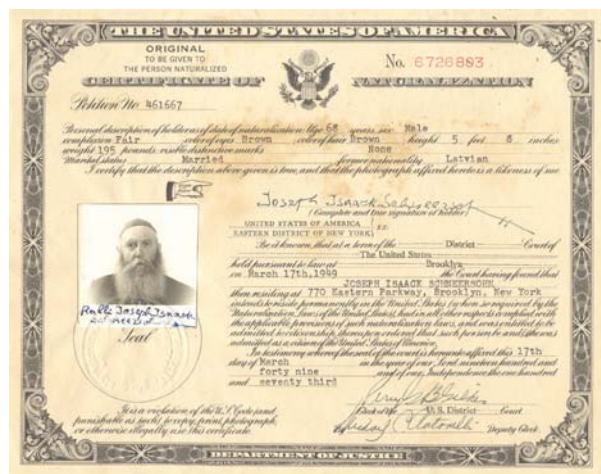 THE UNITED STATES OF AMERICA
ORIGINAL
TO BE GIVEN TO
THE PERSON NATURALIZED
No. 6726803
CERTIFICATE OF NATURALIZATION
Petition No 461667
Personal description of holder as of date of naturalization: Age 68 years; sex Male
complexion Fair color of eyes Brown color of hair Brown height 5 feet 8 inches
weight 195 pounds; visible distinctive marks None
Marital status Married former nationality Latvian
I certify that the description above given is true, and that the photograph affixed hereto is a likeness of me
Joseph Isaack Schneersohn
(Complete and true signature of holder)
UNITED STATES OF AMERICA
EASTERN DISTRICT OF NEW YORK } s.s.
Be it known, that at a term of the District Court of
The United States
held pursuant to law at Brooklyn
on March 17th, 1949 the Court having found that
JOSEPH ISAACK SCHNEERSOHN
then residing at 770 Eastern Parkway, Brooklyn, New York
intends to reside permanently in the United States (when so required by the
Naturalization Laws of the United States), had in all other respects complied with
the applicable provisions of such naturalization laws, and was entitled to be
admitted to citizenship, thereupon ordered that such person be and (s)he was
admitted as a citizen of the United States of America.
In testimony whereof the seal of the court is hereunto affixed this 17th
day of March in the year of our Lord nineteen hundred and
forty nine and of our Independence the one hundred
and seventy third
Rabbi Joseph Isaack
Schneersohn
Seal
Clerk of the U.S. District Court
By Deputy Clerk
It is a violation of the U.S. Code (and
punishable as such) to copy, print, photograph,
or otherwise illegally use this certificate.
DEPARTMENT OF JUSTICE